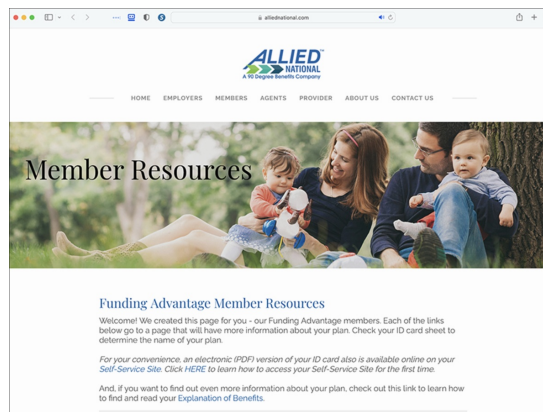 alliednational.com
ALLIED
NATIONAL
A 90 Degree Benefits Company
HOME EMPLOYERS MEMBERS AGENTS PROVIDER ABOUT US CONTACT US
Member Resources
Funding Advantage Member Resources
Welcome! We created this page for you - our Funding Advantage members. Each of the links
below go to a page that will have more information about your plan. Check your ID card sheet to
determine the name of your plan.
For your convenience, an electronic (PDF) version of your ID card also is available online on your
Self-Service Site. Click HERE to learn how to access your Self-Service Site for the first time.
And, if you want to find out even more information about your plan, check out this link to learn how
to find and read your Explanation of Benefits.